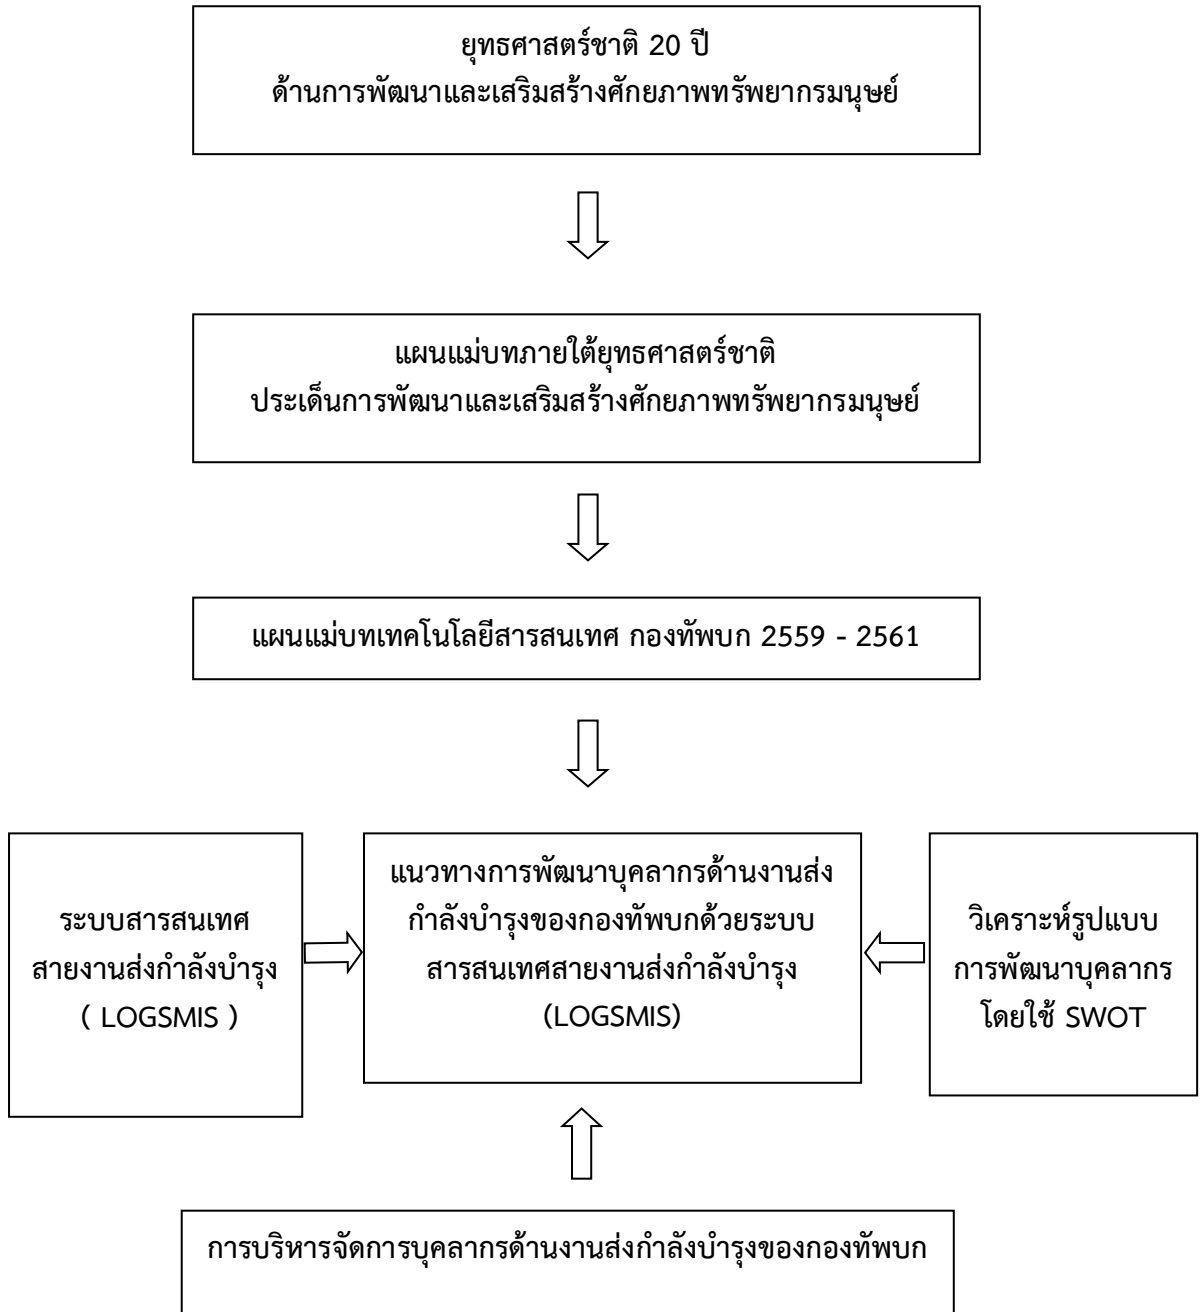 ยุทธศาสตร์ชาติ 20 ปี
ด้านการพัฒนาและเสริมสร้างศักยภาพทรัพยากรมนุษย์
แผนแม่บทภายใต้ยุทธศาสตร์ชาติ
ประเด็นการพัฒนาและเสริมสร้างศักยภาพทรัพยากรมนุษย์
แผนแม่บทเทคโนโลยีสารสนเทศ กองทัพบก 2559 - 2561
ระบบสารสนเทศ
สายงานส่งกำลังบำรุง
( LOGSMIS )
แนวทางการพัฒนาบุคลากรด้านงานส่ง
กำลังบำรุงของกองทัพบกด้วยระบบ
สารสนเทศสายงานส่งกำลังบำรุง
(LOGSMIS)
วิเคราะห์รูปแบบ
การพัฒนาบุคลากร
โดยใช้ SWOT
การบริหารจัดการบุคลากรด้านงานส่งกำลังบำรุงของกองทัพบก